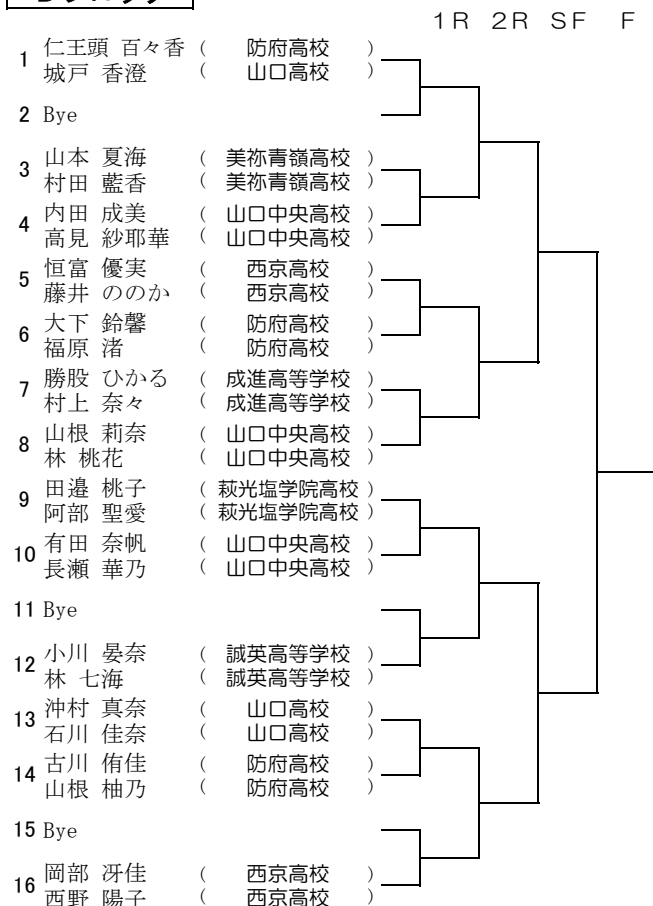 1R 2R SF F
1 仁王頭 百々香 ( 防府高校 )
城戸 香澄 ( 山口高校 )
2 Bye
3 山本 夏海 ( 美祢青嶺高校 )
村田 藍香 ( 美祢青嶺高校 )
4 内田 成美 ( 山口中央高校 )
高見 紗耶華 ( 山口中央高校 )
5 恒富 優実 ( 西京高校 )
藤井 ののか ( 西京高校 )
6 大下 鈴馨 ( 防府高校 )
福原 渚 ( 防府高校 )
7 勝股 ひかる ( 成進高等学校 )
村上 奈々 ( 成進高等学校 )
8 山根 莉奈 ( 山口中央高校 )
林 桃花 ( 山口中央高校 )
9 田邉 桃子 ( 萩光塩学院高校 )
阿部 聖愛 ( 萩光塩学院高校 )
10 有田 奈帆 ( 山口中央高校 )
長瀬 華乃 ( 山口中央高校 )
11 Bye
12 小川 晏奈 ( 誠英高等学校 )
林 七海 ( 誠英高等学校 )
13 沖村 真奈 ( 山口高校 )
石川 佳奈 ( 山口高校 )
14 古川 侑佳 ( 防府高校 )
山根 柚乃 ( 防府高校 )
15 Bye
16 岡部 冴佳 ( 西京高校 )
西野 陽子 ( 西京高校 )